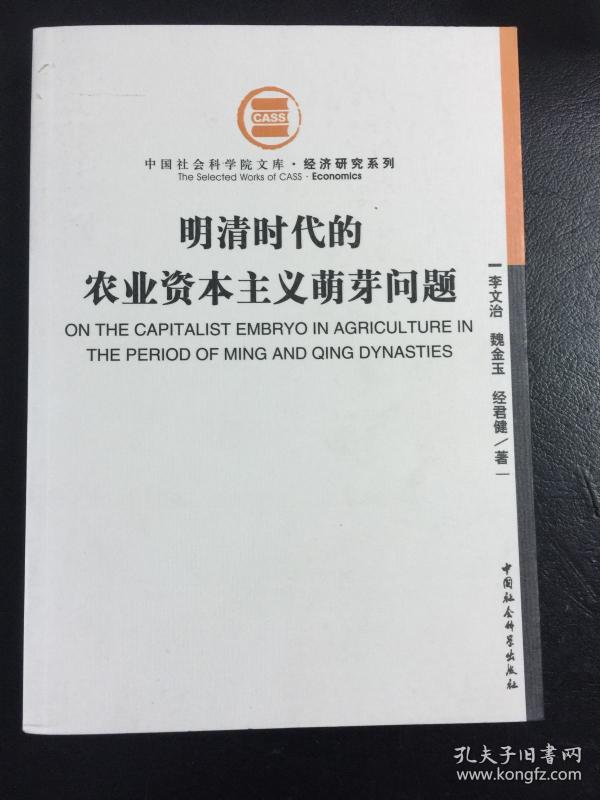 CASS
中国社会科学院文库·经济研究系列
The Selected Works of CASS · Economics
明清时代的
农业资本主义萌芽问题
ON THE CAPITALIST EMBRYO IN AGRICULTURE IN
THE PERIOD OF MING AND QING DYNASTIES
李文治 魏金玉 经君健/著
中国社会科学出版社
孔夫子旧书网
www.kongfz.com